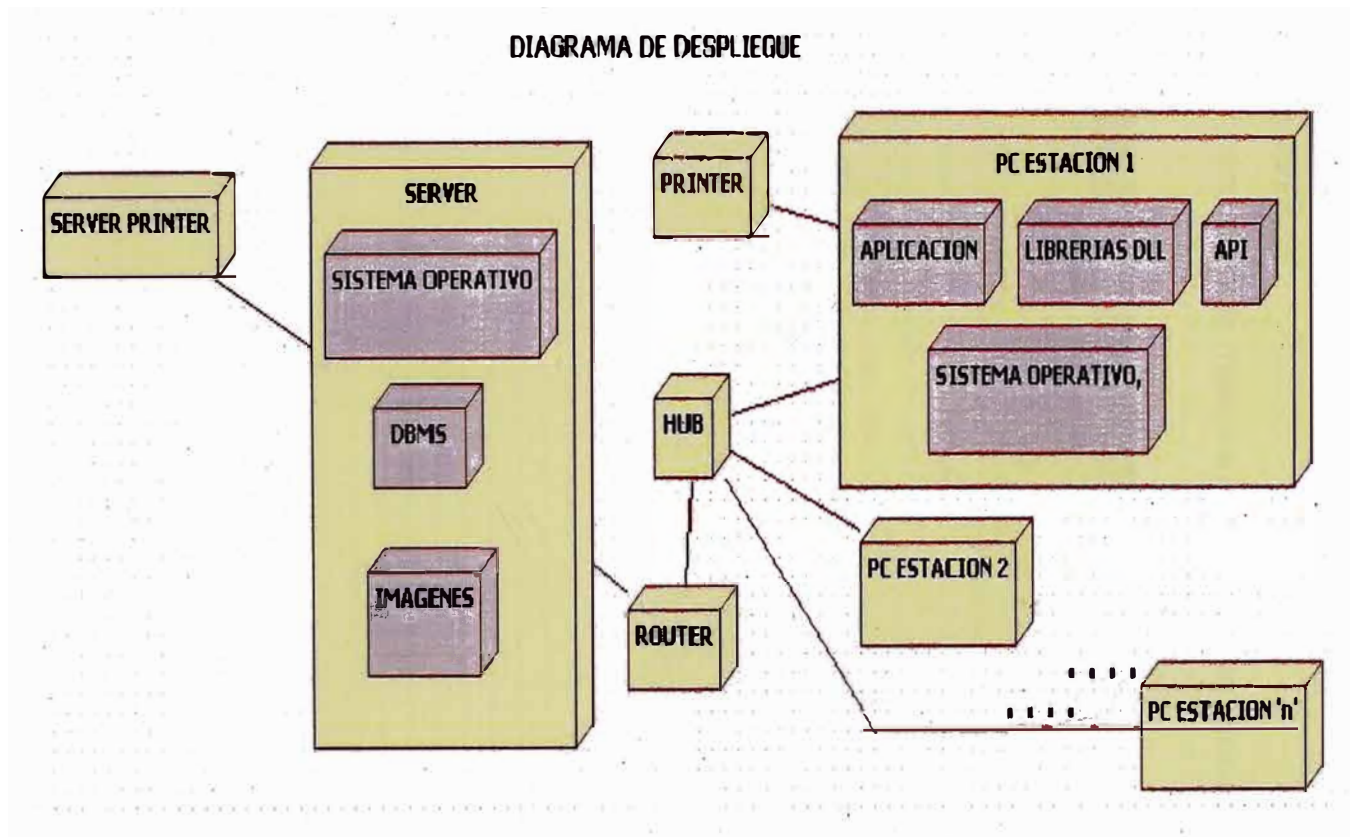 DIAGRAMA DE DESPLIEGUE
SERVER PRINTER
SERVER
SISTEMA OPERATIVO
DBMS
IMAGENES
PRINTER
HUB
ROUTER
PC ESTACION 1
APLICACION
LIBRERIAS DLL
API
SISTEMA OPERATIVO,
PC ESTACION 2
PC ESTACION 'n'